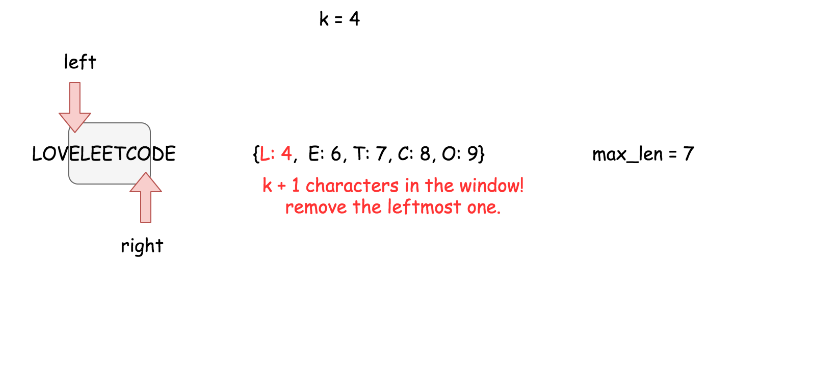 k = 4
left
LOVELEETCODE {L: 4, E: 6, T: 7, C: 8, O: 9} max_len = 7
k + 1 characters in the window!
remove the leftmost one.
right